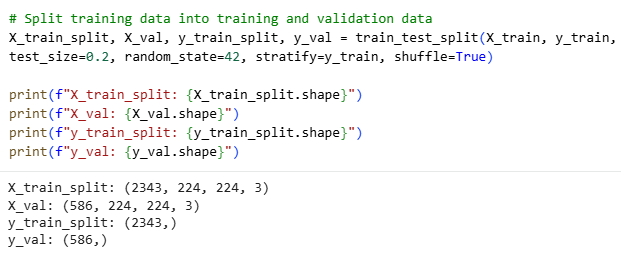 # Split training data into training and validation data
X_train_split, X_val, y_train_split, y_val = train_test_split(X_train, y_train,
test_size=0.2, random_state=42, stratify=y_train, shuffle=True)
print(f"X_train_split: {X_train_split.shape}")
print(f"X_val: {X_val.shape}")
print(f"y_train_split: {y_train_split.shape}")
print(f"y_val: {y_val.shape}")
X_train_split: (2343, 224, 224, 3)
X_val: (586, 224, 224, 3)
y_train_split: (2343,)
y_val: (586,)